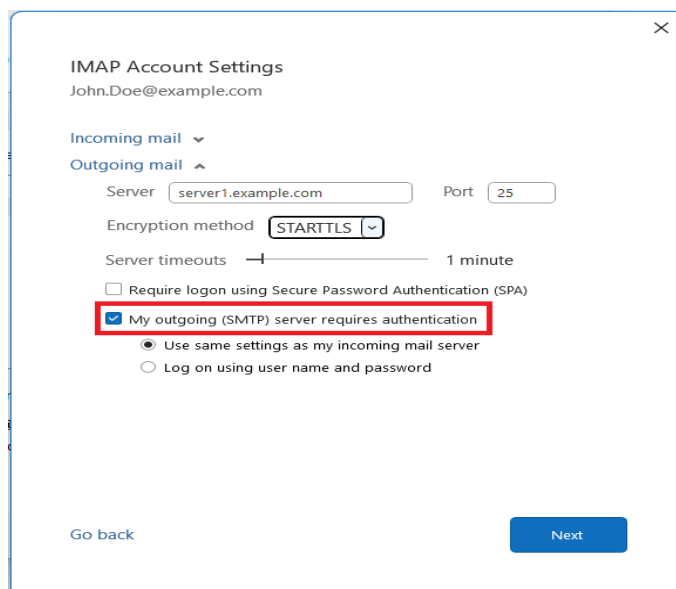 IMAP Account Settings
John.Doe@example.com
Incoming mail
Outgoing mail
Server server1.example.com Port 25
Encryption method STARTTLS
Server timeouts 1 minute
Require logon using Secure Password Authentication (SPA)
My outgoing (SMTP) server requires authentication
Use same settings as my incoming mail server
Log on using user name and password
Go back Next